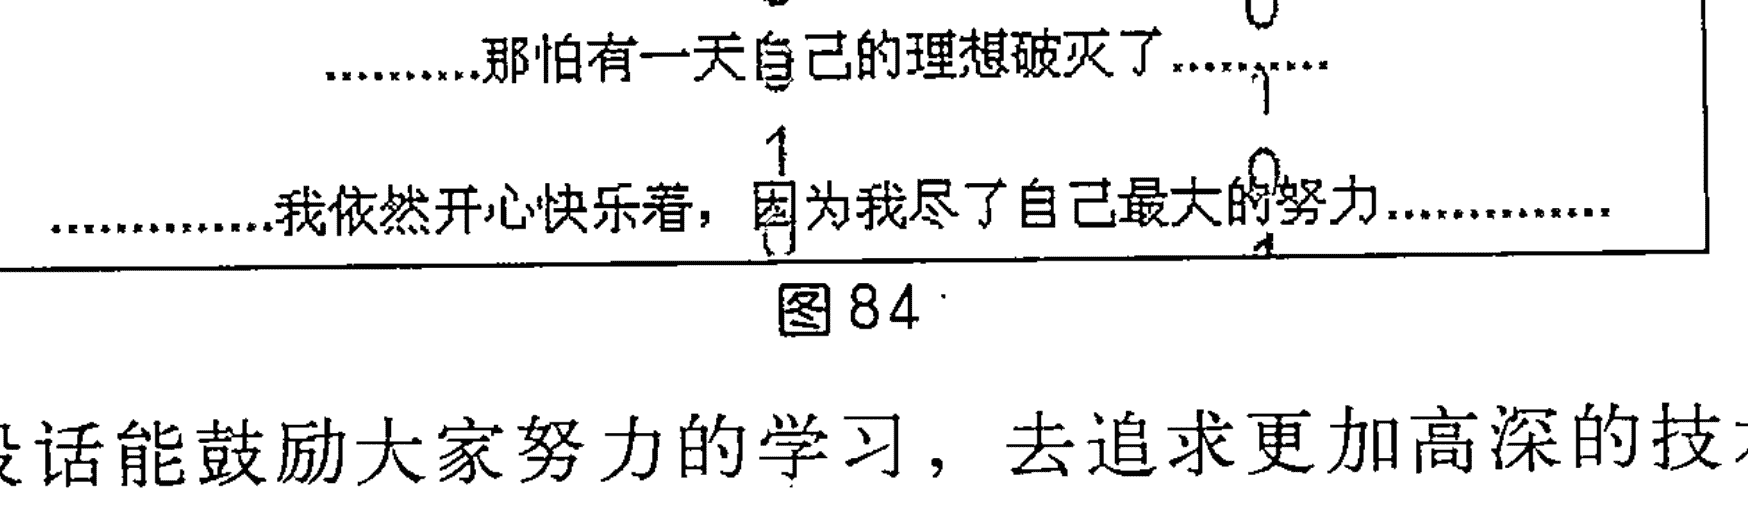 ..........那怕有一天自己的理想破灭了..........
..............我依然开心快乐着，因为我尽了自己最大的努力..............
图84
段话能鼓励大家努力的学习，去追求更加高深的技术